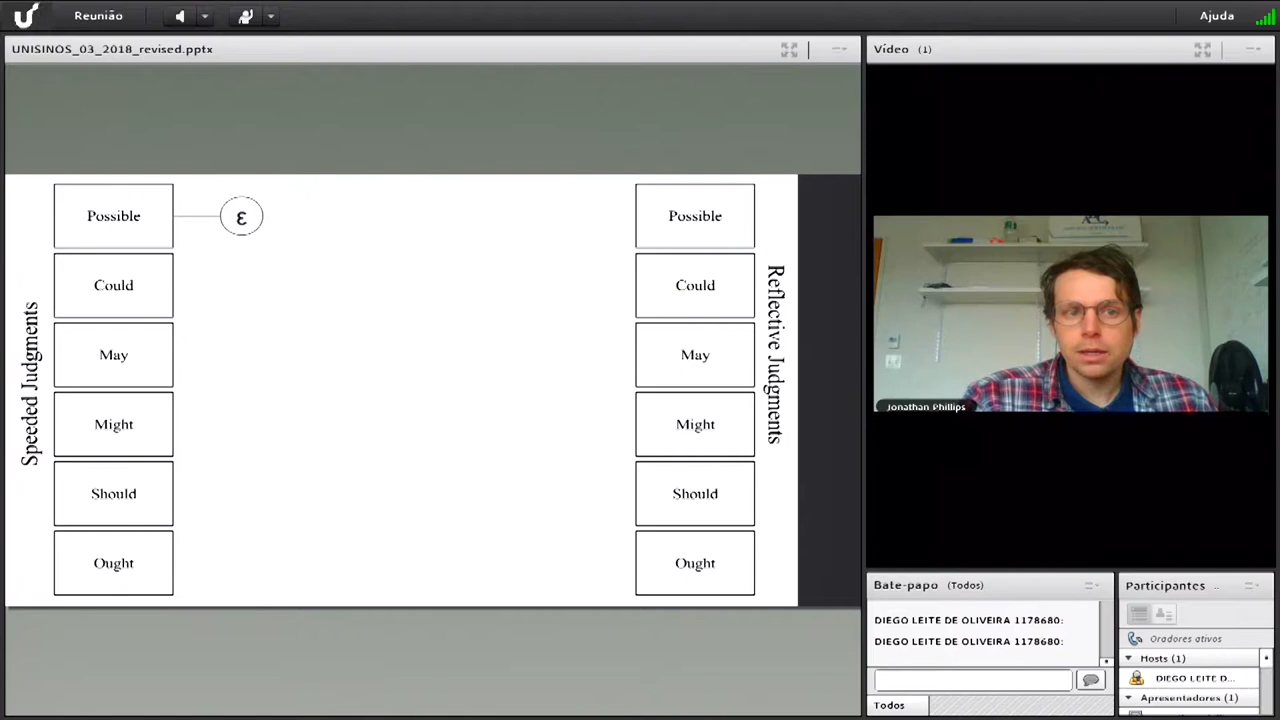 Reunião
Ajuda
UNISINOS_03_2018_revised.pptx
Vídeo (1)
Speeded Judgments
Possible
ε
Could
May
Might
Should
Ought
Possible
Could
May
Might
Should
Ought
Reflective Judgments
Jonathan Phillips
Bate-papo (Todos)
DIEGO LEITE DE OLIVEIRA 1178680:
DIEGO LEITE DE OLIVEIRA 1178680:
Todos
Participantes ..
Oradores ativos
Hosts (1)
DIEGO LEITE D...
Apresentadores (1)